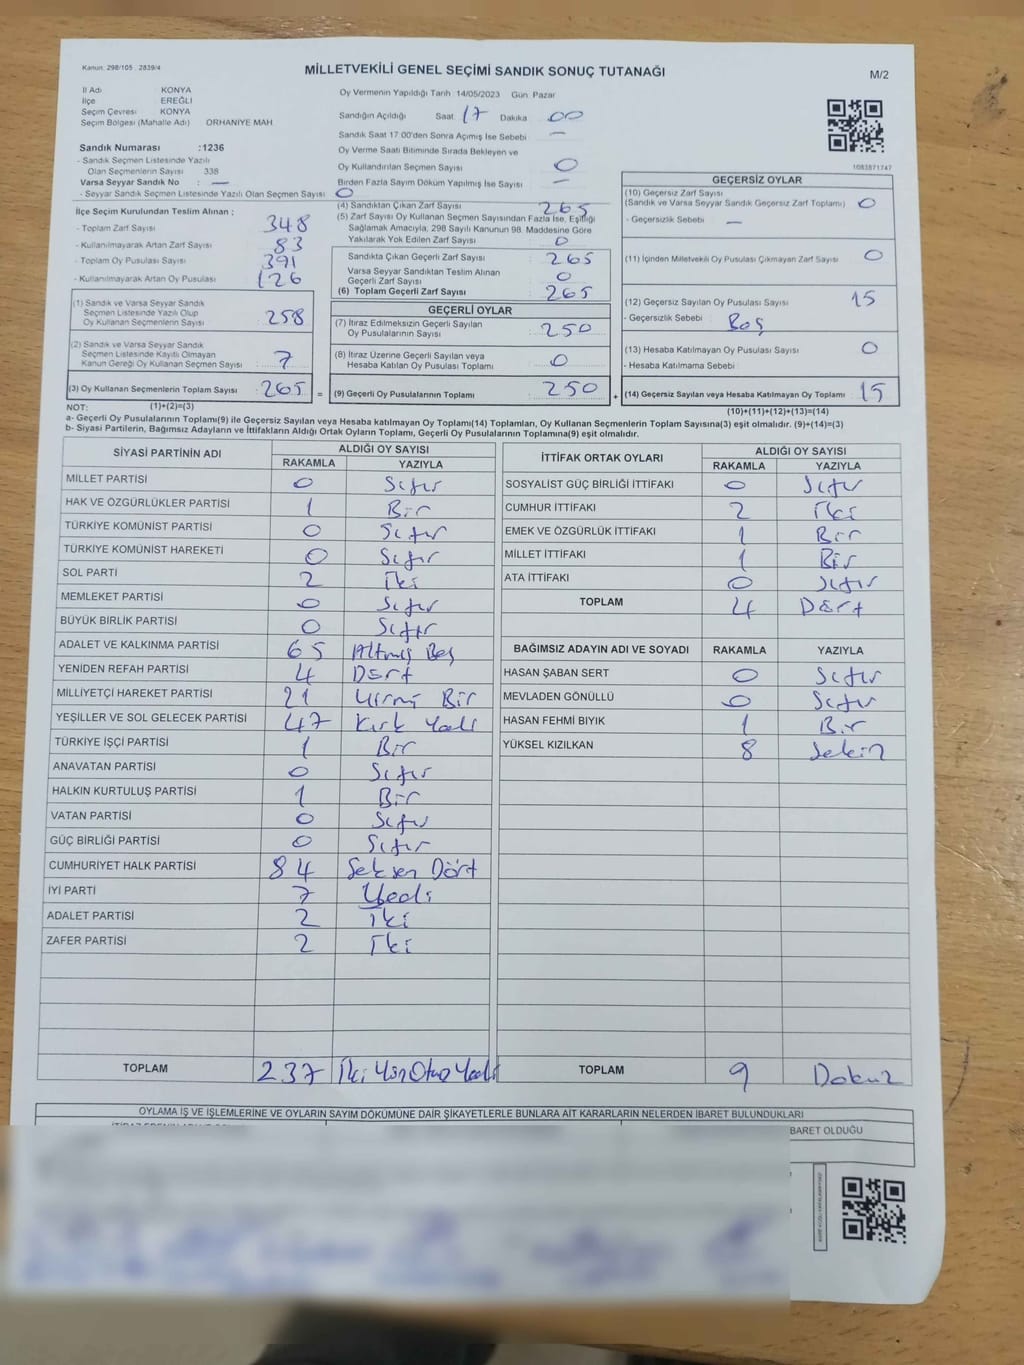 Kanun: 298/105 , 2839/4
MİLLETVEKİLİ GENEL SEÇİMİ SANDIK SONUÇ TUTANAĞI
M/2
İl Adı KONYA
İlçe EREĞLİ
Seçim Çevresi KONYA
Seçim Bölgesi (Mahalle Adı) ORHANİYE MAH.
Sandık Numarası :1236
- Sandık Seçmen Listesinde Yazılı
Olan Seçmenlerin Sayısı 338
Varsa Seyyar Sandık No : —
- Seyyar Sandık Seçmen Listesinde Yazılı Olan Seçmen Sayısı : 0
Oy Vermenin Yapıldığı Tarih 14/05/2023 Gün: Pazar
Sandığın Açıldığı Saat 17 Dakika 00
Sandık Saat 17:00'den Sonra Açımış İse Sebebi —
Oy Verme Saati Bitiminde Sırada Bekleyen ve
Oy Kullandırılan Seçmen Sayısı 0
Birden Fazla Sayım Döküm Yapılmış İse Sayısı —
1083871747
İlçe Seçim Kurulundan Teslim Alınan ;
- Toplam Zarf Sayısı 348
- Kullanılmayarak Artan Zarf Sayısı 83
- Toplam Oy Pusulası Sayısı 391
- Kullanılmayarak Artan Oy Pusulası 126
(1) Sandık ve Varsa Seyyar Sandık
Seçmen Listesinde Yazılı Olup
Oy Kullanan Seçmenlerin Sayısı 258
(2) Sandık ve Varsa Seyyar Sandık
Seçmen Listesinde Kayıtlı Olmayan
Kanun Gereği Oy Kullanan Seçmen Sayısı 7
(3) Oy Kullanan Seçmenlerin Toplam Sayısı 265 =
(4) Sandıktan Çıkan Zarf Sayısı 265
(5) Zarf Sayısı Oy Kullanan Seçmen Sayısından Fazla İse, Eşitliği
Sağlamak Amacıyla, 298 Sayılı Kanunun 98. Maddesine Göre
Yakılarak Yok Edilen Zarf Sayısı 0
Sandıkta Çıkan Geçerli Zarf Sayısı 265
Varsa Seyyar Sandıktan Teslim Alınan
Geçerli Zarf Sayısı 0
(6) Toplam Geçerli Zarf Sayısı 265
GEÇERLİ OYLAR
(7) İtiraz Edilmeksizin Geçerli Sayılan
Oy Pusulalarının Sayısı 250
(8) İtiraz Üzerine Geçerli Sayılan veya
Hesaba Katılan Oy Pusulası Toplamı 0
(9) Geçerli Oy Pusulalarının Toplamı 250 +
GEÇERSİZ OYLAR
(10) Geçersiz Zarf Sayısı
(Sandık ve Varsa Seyyar Sandık Geçersiz Zarf Toplamı) 0
- Geçersizlik Sebebi —
(11) İçinden Milletvekili Oy Pusulası Çıkmayan Zarf Sayısı 0
(12) Geçersiz Sayılan Oy Pusulası Sayısı 15
- Geçersizlik Sebebi : Boş
(13) Hesaba Katılmayan Oy Pusulası Sayısı 0
- Hesaba Katılmama Sebebi :
(14) Geçersiz Sayılan veya Hesaba Katılmayan Oy Toplamı 15
NOT: (1)+(2)=(3) (10)+(11)+(12)+(13)=(14)
a- Geçerli Oy Pusulalarının Toplamı(9) ile Geçersiz Sayılan veya Hesaba Katılmayan Oy Toplamı(14) Toplamları, Oy Kullanan Seçmenlerin Toplam Sayısına(3) eşit olmalıdır. (9)+(14)=(3)
b- Siyasi Partilerin, Bağımsız Adayların ve İttifakların Aldığı Ortak Oyların Toplamı, Geçerli Oy Pusulalarının Toplamına(9) eşit olmalıdır.
SİYASİ PARTİNİN ADI ALDIĞI OY SAYISI
RAKAMLA YAZIYLA
MİLLET PARTİSİ 0 Sıfır
HAK VE ÖZGÜRLÜKLER PARTİSİ 1 Bir
TÜRKİYE KOMÜNİST PARTİSİ 0 Sıfır
TÜRKİYE KOMÜNİST HAREKETİ 0 Sıfır
SOL PARTİ 2 İki
MEMLEKET PARTİSİ 0 Sıfır
BÜYÜK BİRLİK PARTİSİ 0 Sıfır
ADALET VE KALKINMA PARTİSİ 65 Altmış Beş
YENİDEN REFAH PARTİSİ 4 Dört
MİLLİYETÇİ HAREKET PARTİSİ 21 Yirmi Bir
YEŞİLLER VE SOL GELECEK PARTİSİ 47 Kırk Yedi
TÜRKİYE İŞÇİ PARTİSİ 1 Bir
ANAVATAN PARTİSİ 0 Sıfır
HALKIN KURTULUŞ PARTİSİ 1 Bir
VATAN PARTİSİ 0 Sıfır
GÜÇ BİRLİĞİ PARTİSİ 0 Sıfır
CUMHURİYET HALK PARTİSİ 84 Seksen Dört
İYİ PARTİ 7 Yedi
ADALET PARTİSİ 2 İki
ZAFER PARTİSİ 2 İki
TOPLAM 237 İki Yüz Otuz Yedi
İTTİFAK ORTAK OYLARI ALDIĞI OY SAYISI
RAKAMLA YAZIYLA
SOSYALİST GÜÇ BİRLİĞİ İTTİFAKI 0 Sıfır
CUMHUR İTTİFAKI 2 İki
EMEK VE ÖZGÜRLÜK İTTİFAKI 1 Bir
MİLLET İTTİFAKI 1 Bir
ATA İTTİFAKI 0 Sıfır
TOPLAM 4 Dört
BAĞIMSIZ ADAYIN ADI VE SOYADI RAKAMLA YAZIYLA
HASAN ŞABAN SERT 0 Sıfır
MEVLADEN GÖNÜLLÜ 0 Sıfır
HASAN FEHMİ BIYIK 1 Bir
YÜKSEL KIZILKAN 8 Sekiz
TOPLAM 9 Dokuz
OYLAMA İŞ VE İŞLEMLERİNE VE OYLARIN SAYIM DÖKÜMÜNE DAİR ŞİKAYETLERLE BUNLARA AİT KARARLARIN NELERDEN İBARET BULUNDUKLARI
BARET OLDUĞU